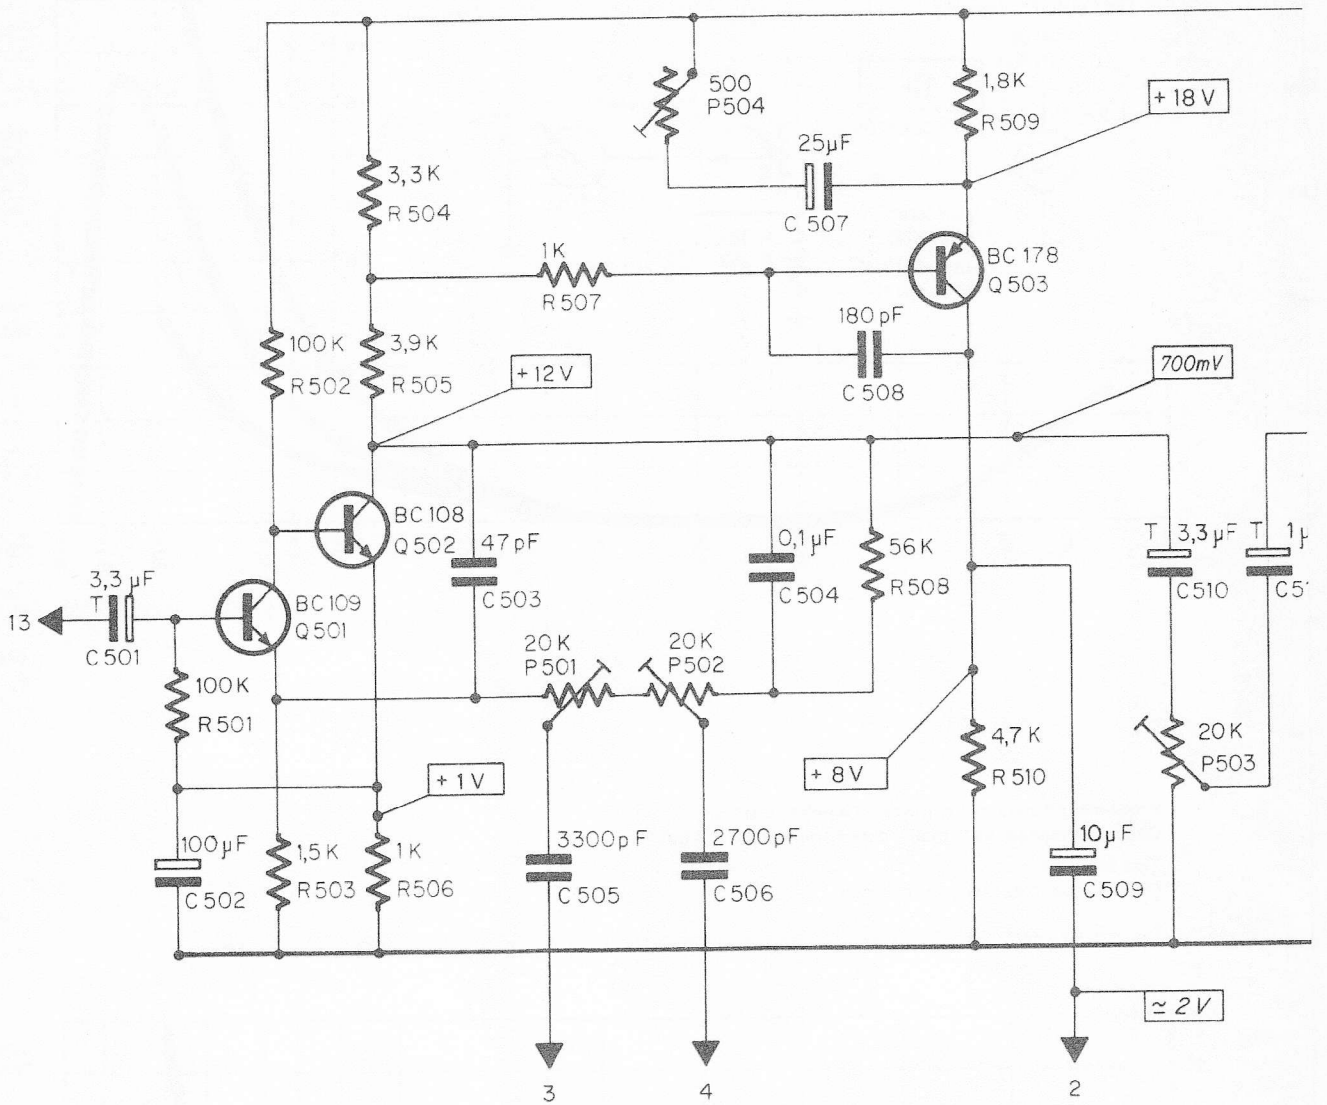 500
P504
1,8K
R509
+18V
25µF
C507
3,3K
R504
1K
R507
BC178
Q503
180pF
C508
100K
R502
3,9K
R505
+12V
700mV
BC108
Q502
47pF
C503
0,1µF
C504
56K
R508
T 3,3µF
C510
T 1µ
C51
3,3µF
T
13
C501
BC109
Q501
20K
P501
20K
P502
100K
R501
4,7K
R510
20K
P503
+8V
+1V
100µF
C502
1,5K
R503
1K
R506
3300pF
C505
2700pF
C506
10µF
C509
≃2V
3
4
2